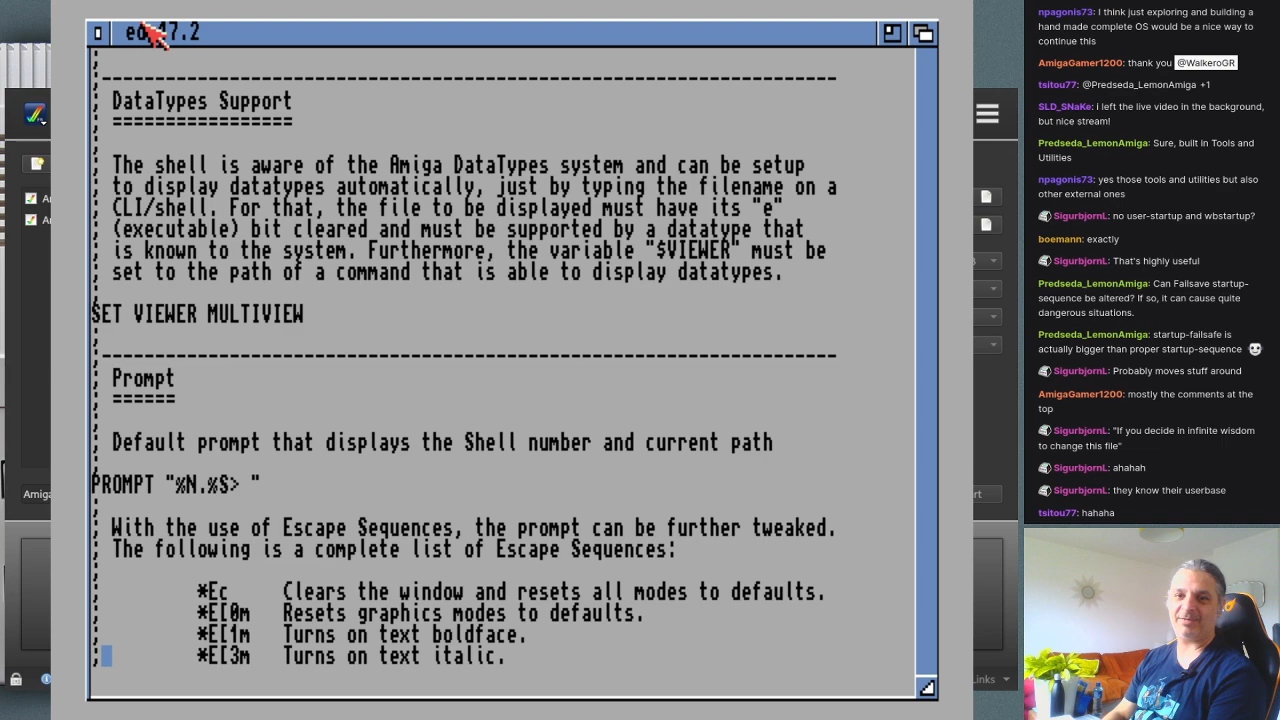 ed 47.2
------------------------------------------------------------
DataTypes Support
=================
The shell is aware of the Amiga DataTypes system and can be setup
to display datatypes automatically, just by typing the filename on a
CLI/shell. For that, the file to be displayed must have its "e"
(executable) bit cleared and must be supported by a datatype that
is known to the system. Furthermore, the variable "$VIEWER" must be
set to the path of a command that is able to display datatypes.
SET VIEWER MULTIVIEW
------------------------------------------------------------
Prompt
======
Default prompt that displays the Shell number and current path
PROMPT "%N.%S> "
With the use of Escape Sequences, the prompt can be further tweaked.
The following is a complete list of Escape Sequences:
*Ec Clears the window and resets all modes to defaults.
*E[0m Resets graphics modes to defaults.
*E[1m Turns on text boldface.
*E[3m Turns on text italic.
Amiga
Links
npagonis73: I think just exploring and building a
hand made complete OS would be a nice way to
continue this
AmigaGamer1200: thank you @WalkeroGR
tsitou77: @Predseda_LemonAmiga +1
SLD_SNaKe: i left the live video in the background,
but nice stream!
Predseda_LemonAmiga: Sure, built in Tools and
Utilities
npagonis73: yes those tools and utilities but also
other external ones
SigurbjornL: no user-startup and wbstartup?
boemann: exactly
SigurbjornL: That's highly useful
Predseda_LemonAmiga: Can Failsave startup-
sequence be altered? If so, it can cause quite
dangerous situations.
Predseda_LemonAmiga: startup-failsafe is
actually bigger than proper startup-sequence
SigurbjornL: Probably moves stuff around
AmigaGamer1200: mostly the comments at the
top
SigurbjornL: "If you decide in infinite wisdom
to change this file"
SigurbjornL: ahahah
SigurbjornL: they know their userbase
tsitou77: hahaha